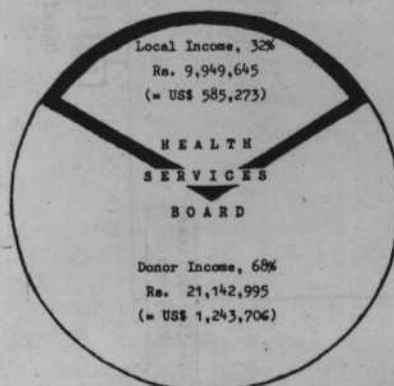 Local Income, 32%
Rs. 9,949,645
(= US$ 585,273)
HEALTH
SERVICES
BOARD
Donor Income, 68%
Rs. 21,142,995
(= US$ 1,243,706)